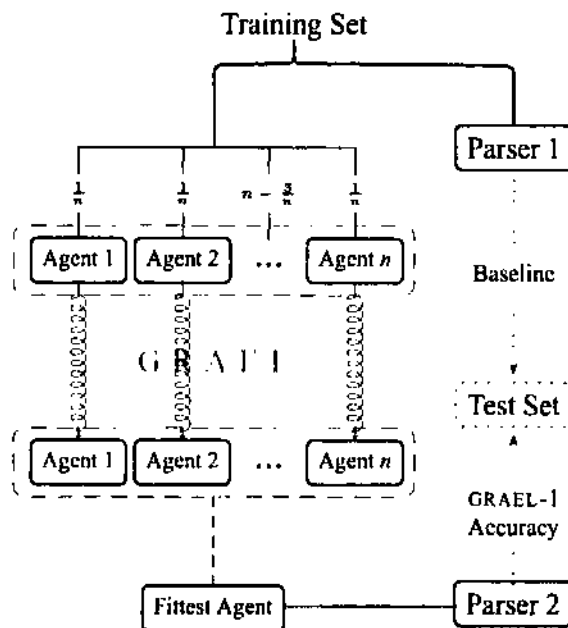 Training Set
Parser 1
1/n 1/n n - 3/n 1/n
Agent 1 Agent 2 ... Agent n
Baseline
G R A E L
Test Set
Agent 1 Agent 2 ... Agent n
GRAEL-1
Accuracy
Fittest Agent
Parser 2